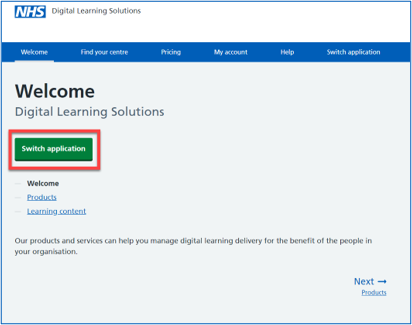 NHS Digital Learning Solutions
Welcome Find your centre Pricing My account Help Switch application
Welcome
Digital Learning Solutions
Switch application
Welcome
Products
Learning content
Our products and services can help you manage digital learning delivery for the benefit of the people in
your organisation.
Next →
Products